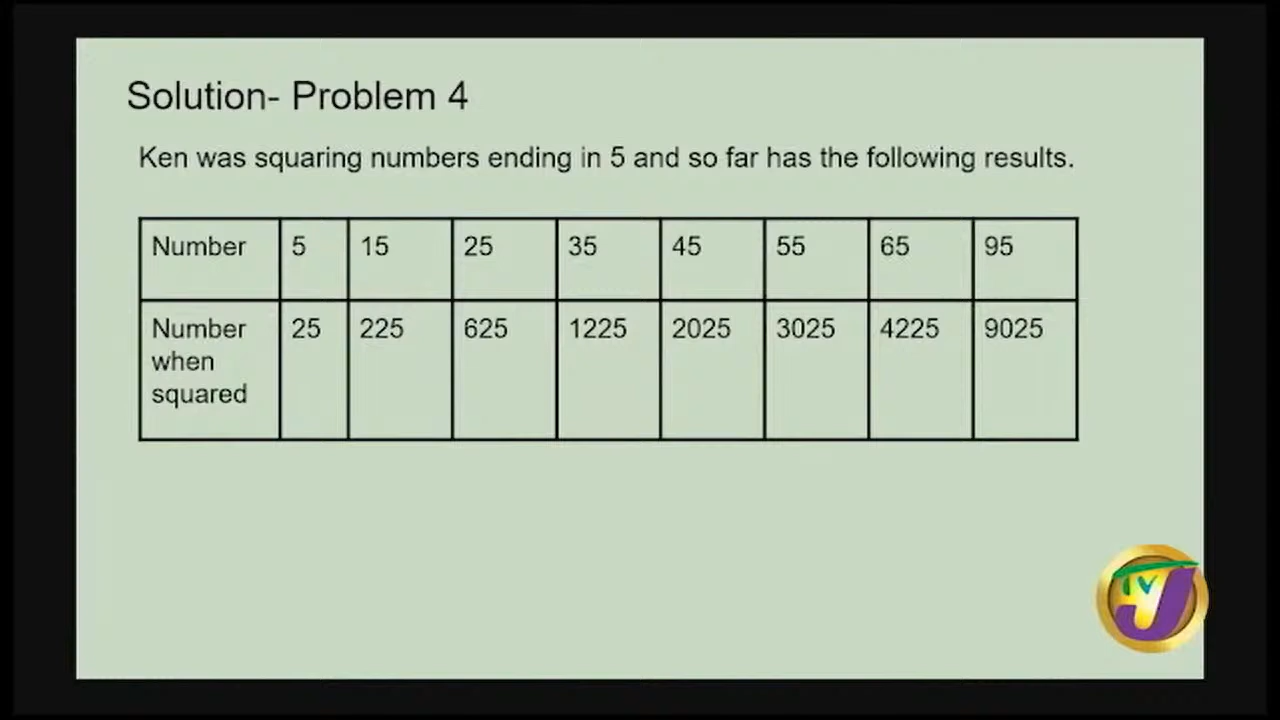 Solution- Problem 4
Ken was squaring numbers ending in 5 and so far has the following results.
Number 5 15 25 35 45 55 65 95
Number 25 225 625 1225 2025 3025 4225 9025
when
squared
TVJ